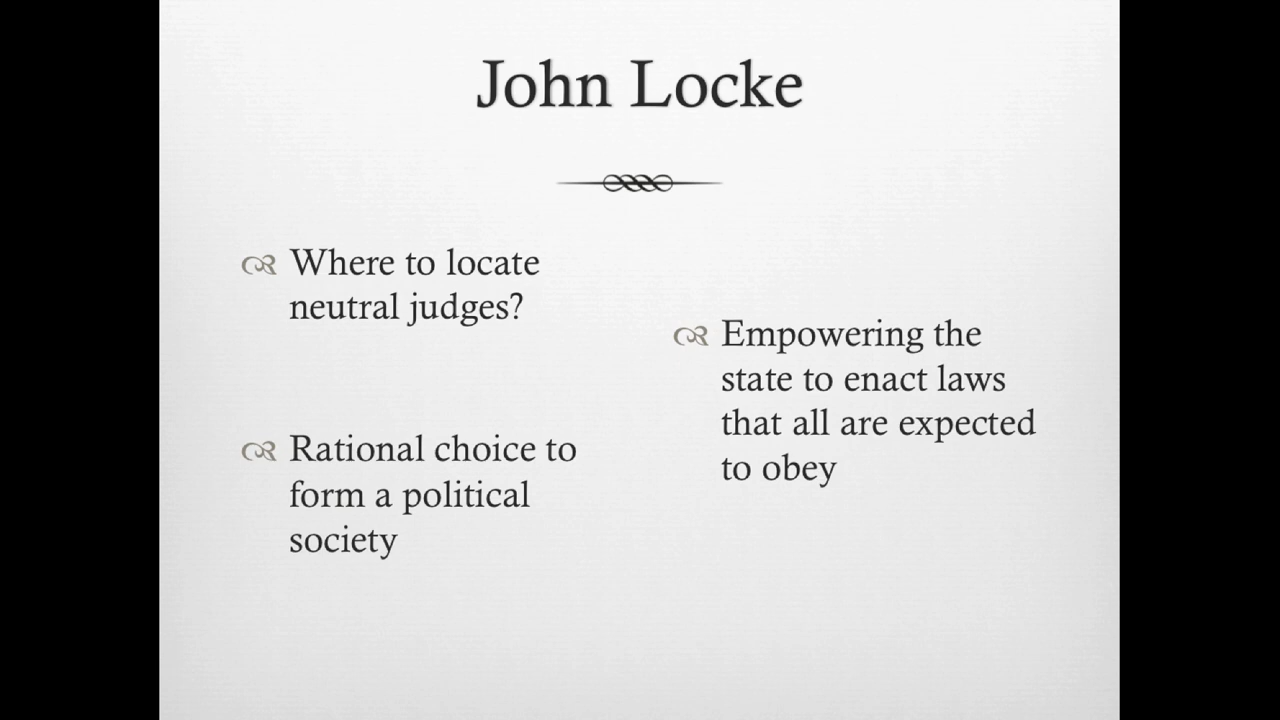 John Locke
Where to locate
neutral judges?
Rational choice to
form a political
society
Empowering the
state to enact laws
that all are expected
to obey